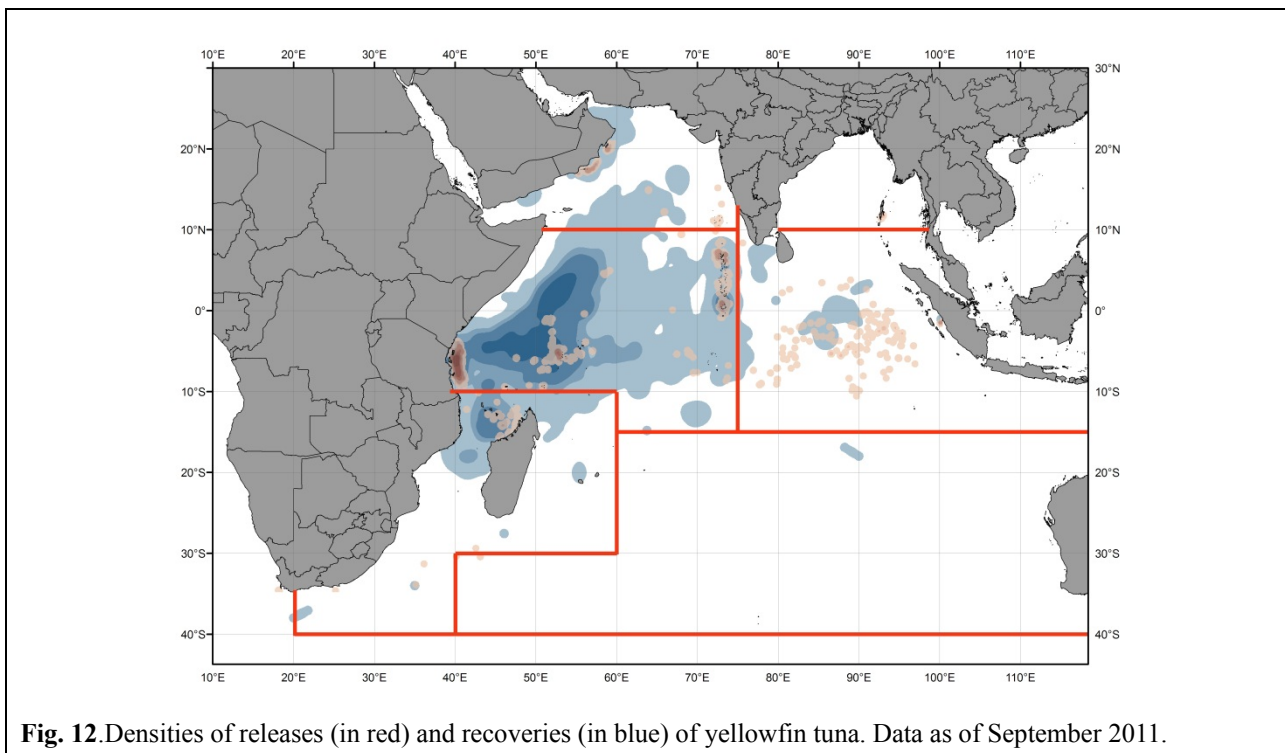 10°E 20°E 30°E 40°E 50°E 60°E 70°E 80°E 90°E 100°E 110°E
30°N
20°N 20°N
10°N 10°N
0° 0°
10°S 10°S
20°S 20°S
30°S 30°S
40°S 40°S
10°E 20°E 30°E 40°E 50°E 60°E 70°E 80°E 90°E 100°E 110°E
Fig. 12.Densities of releases (in red) and recoveries (in blue) of yellowfin tuna. Data as of September 2011.